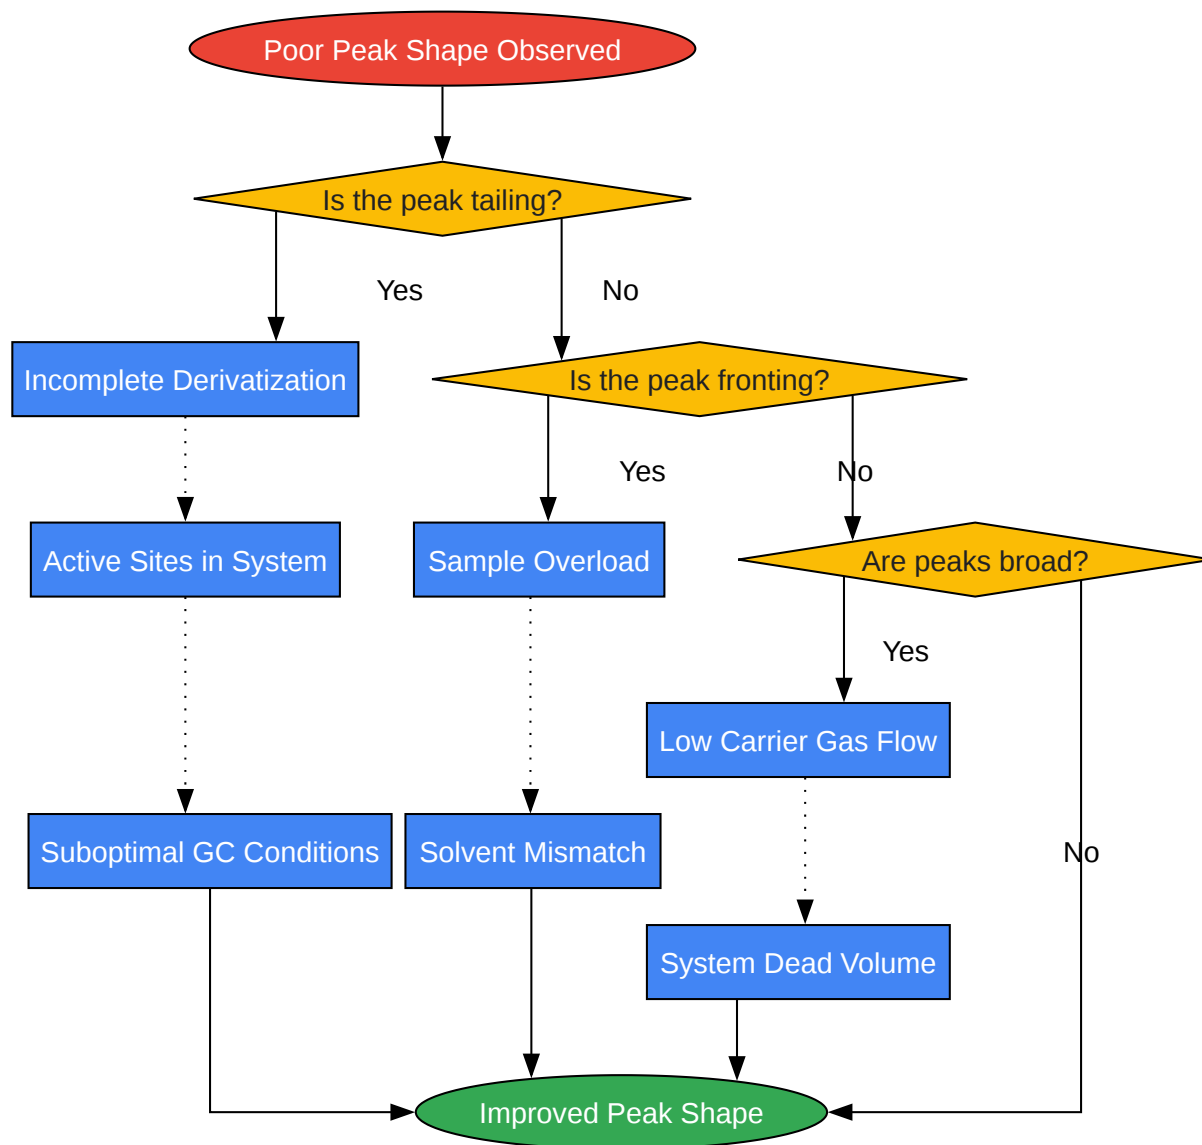 Poor Peak Shape Observed
Is the peak tailing?
Yes
No
Incomplete Derivatization
Is the peak fronting?
Yes
No
Active Sites in System
Sample Overload
Are peaks broad?
Yes
Low Carrier Gas Flow
Suboptimal GC Conditions
Solvent Mismatch
No
System Dead Volume
Improved Peak Shape